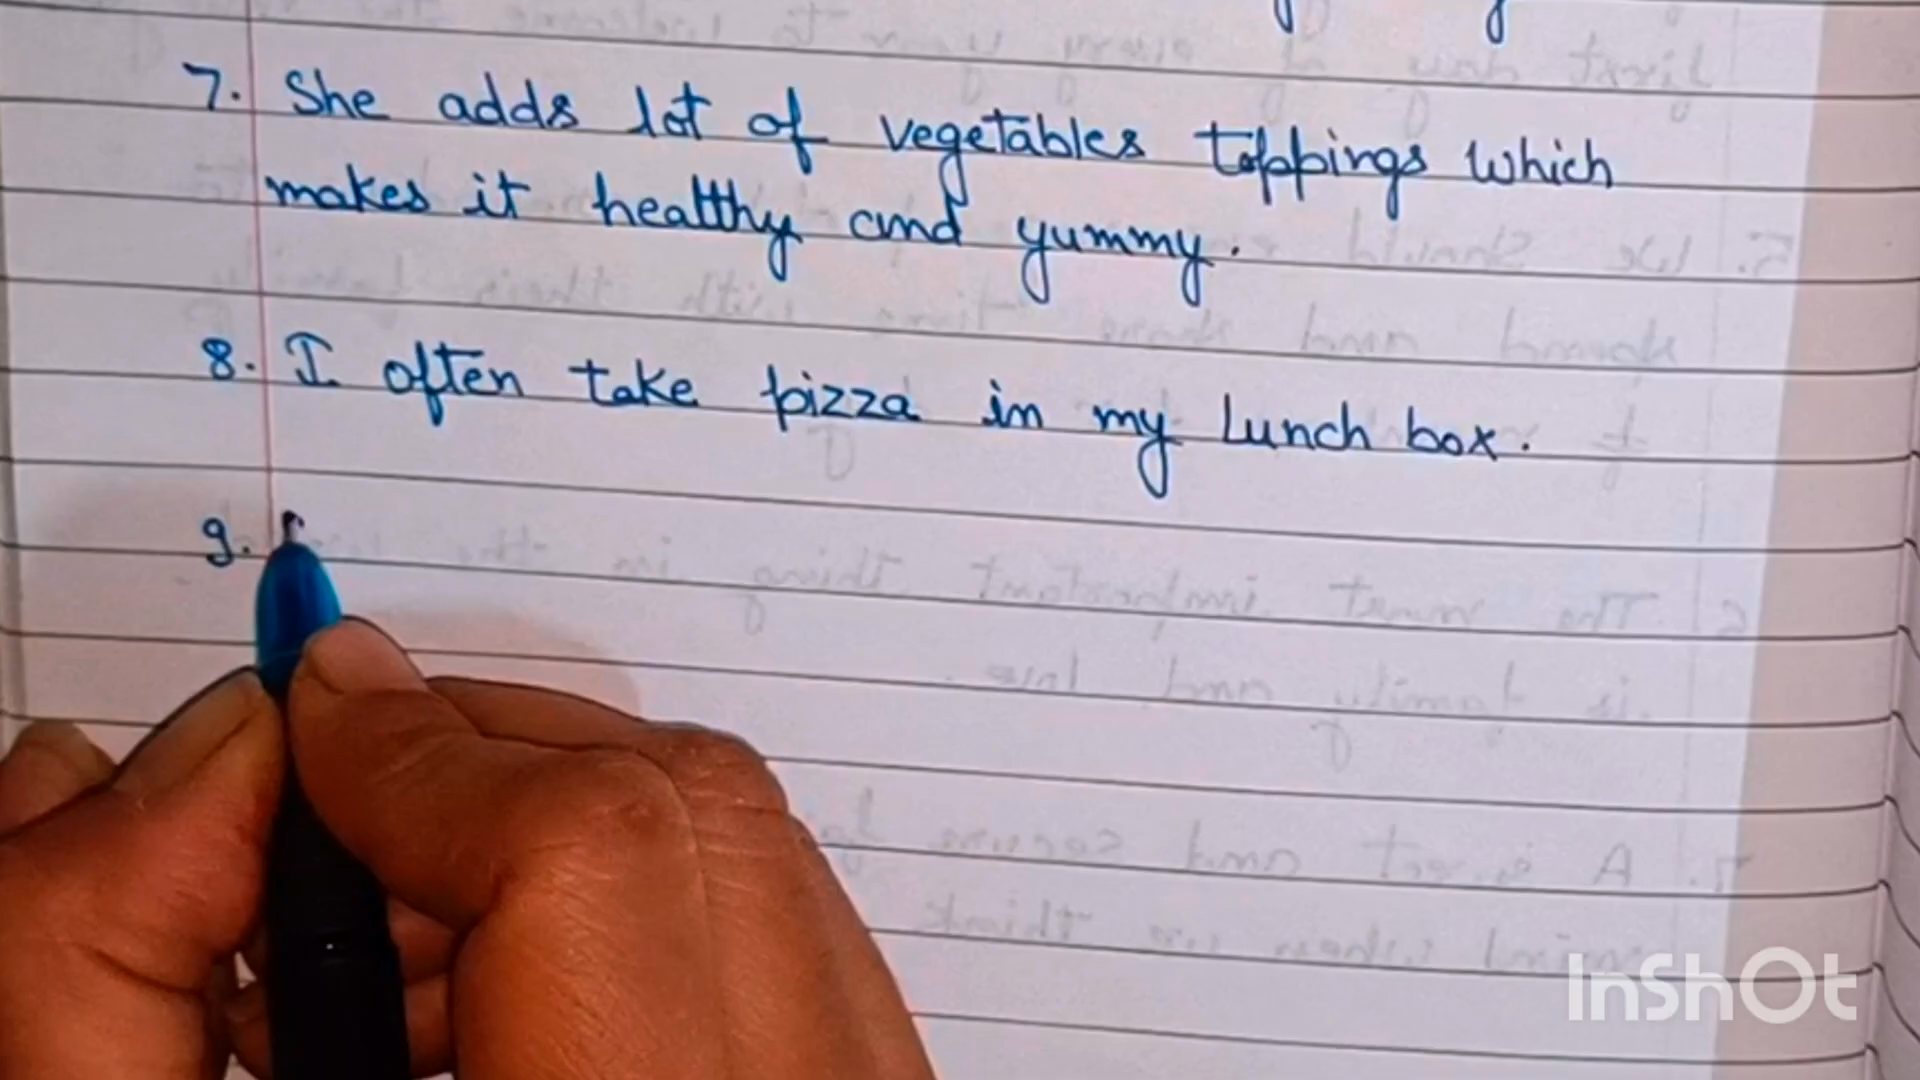 7. She adds lot of vegetables toppings which
makes it healthy and yummy.
8. I often take pizza in my Lunch box.
9.
InShOt